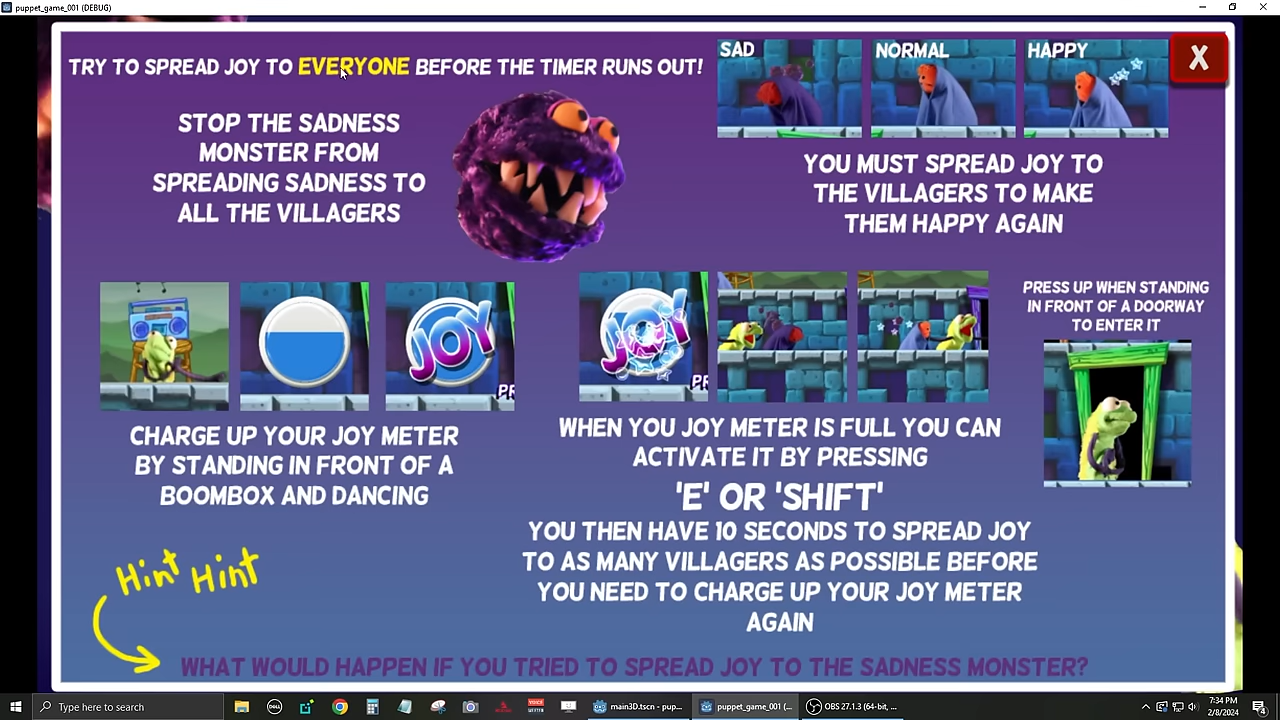 puppet_game_001 (DEBUG)
TRY TO SPREAD JOY TO EVERYONE BEFORE THE TIMER RUNS OUT!
SAD
NORMAL
HAPPY
X
STOP THE SADNESS
MONSTER FROM
SPREADING SADNESS TO
ALL THE VILLAGERS
YOU MUST SPREAD JOY TO
THE VILLAGERS TO MAKE
THEM HAPPY AGAIN
JOY
PR
JOY
PR
PRESS UP WHEN STANDING
IN FRONT OF A DOORWAY
TO ENTER IT
CHARGE UP YOUR JOY METER
BY STANDING IN FRONT OF A
BOOMBOX AND DANCING
WHEN YOU JOY METER IS FULL YOU CAN
ACTIVATE IT BY PRESSING
'E' OR 'SHIFT'
YOU THEN HAVE 10 SECONDS TO SPREAD JOY
TO AS MANY VILLAGERS AS POSSIBLE BEFORE
YOU NEED TO CHARGE UP YOUR JOY METER
AGAIN
Hint Hint
WHAT WOULD HAPPEN IF YOU TRIED TO SPREAD JOY TO THE SADNESS MONSTER?
Type here to search
main3D.tscn - pup...
puppet_game_001 (...
OBS 27.1.3 (64-bit, ...
7:34 PM
2/8/2024